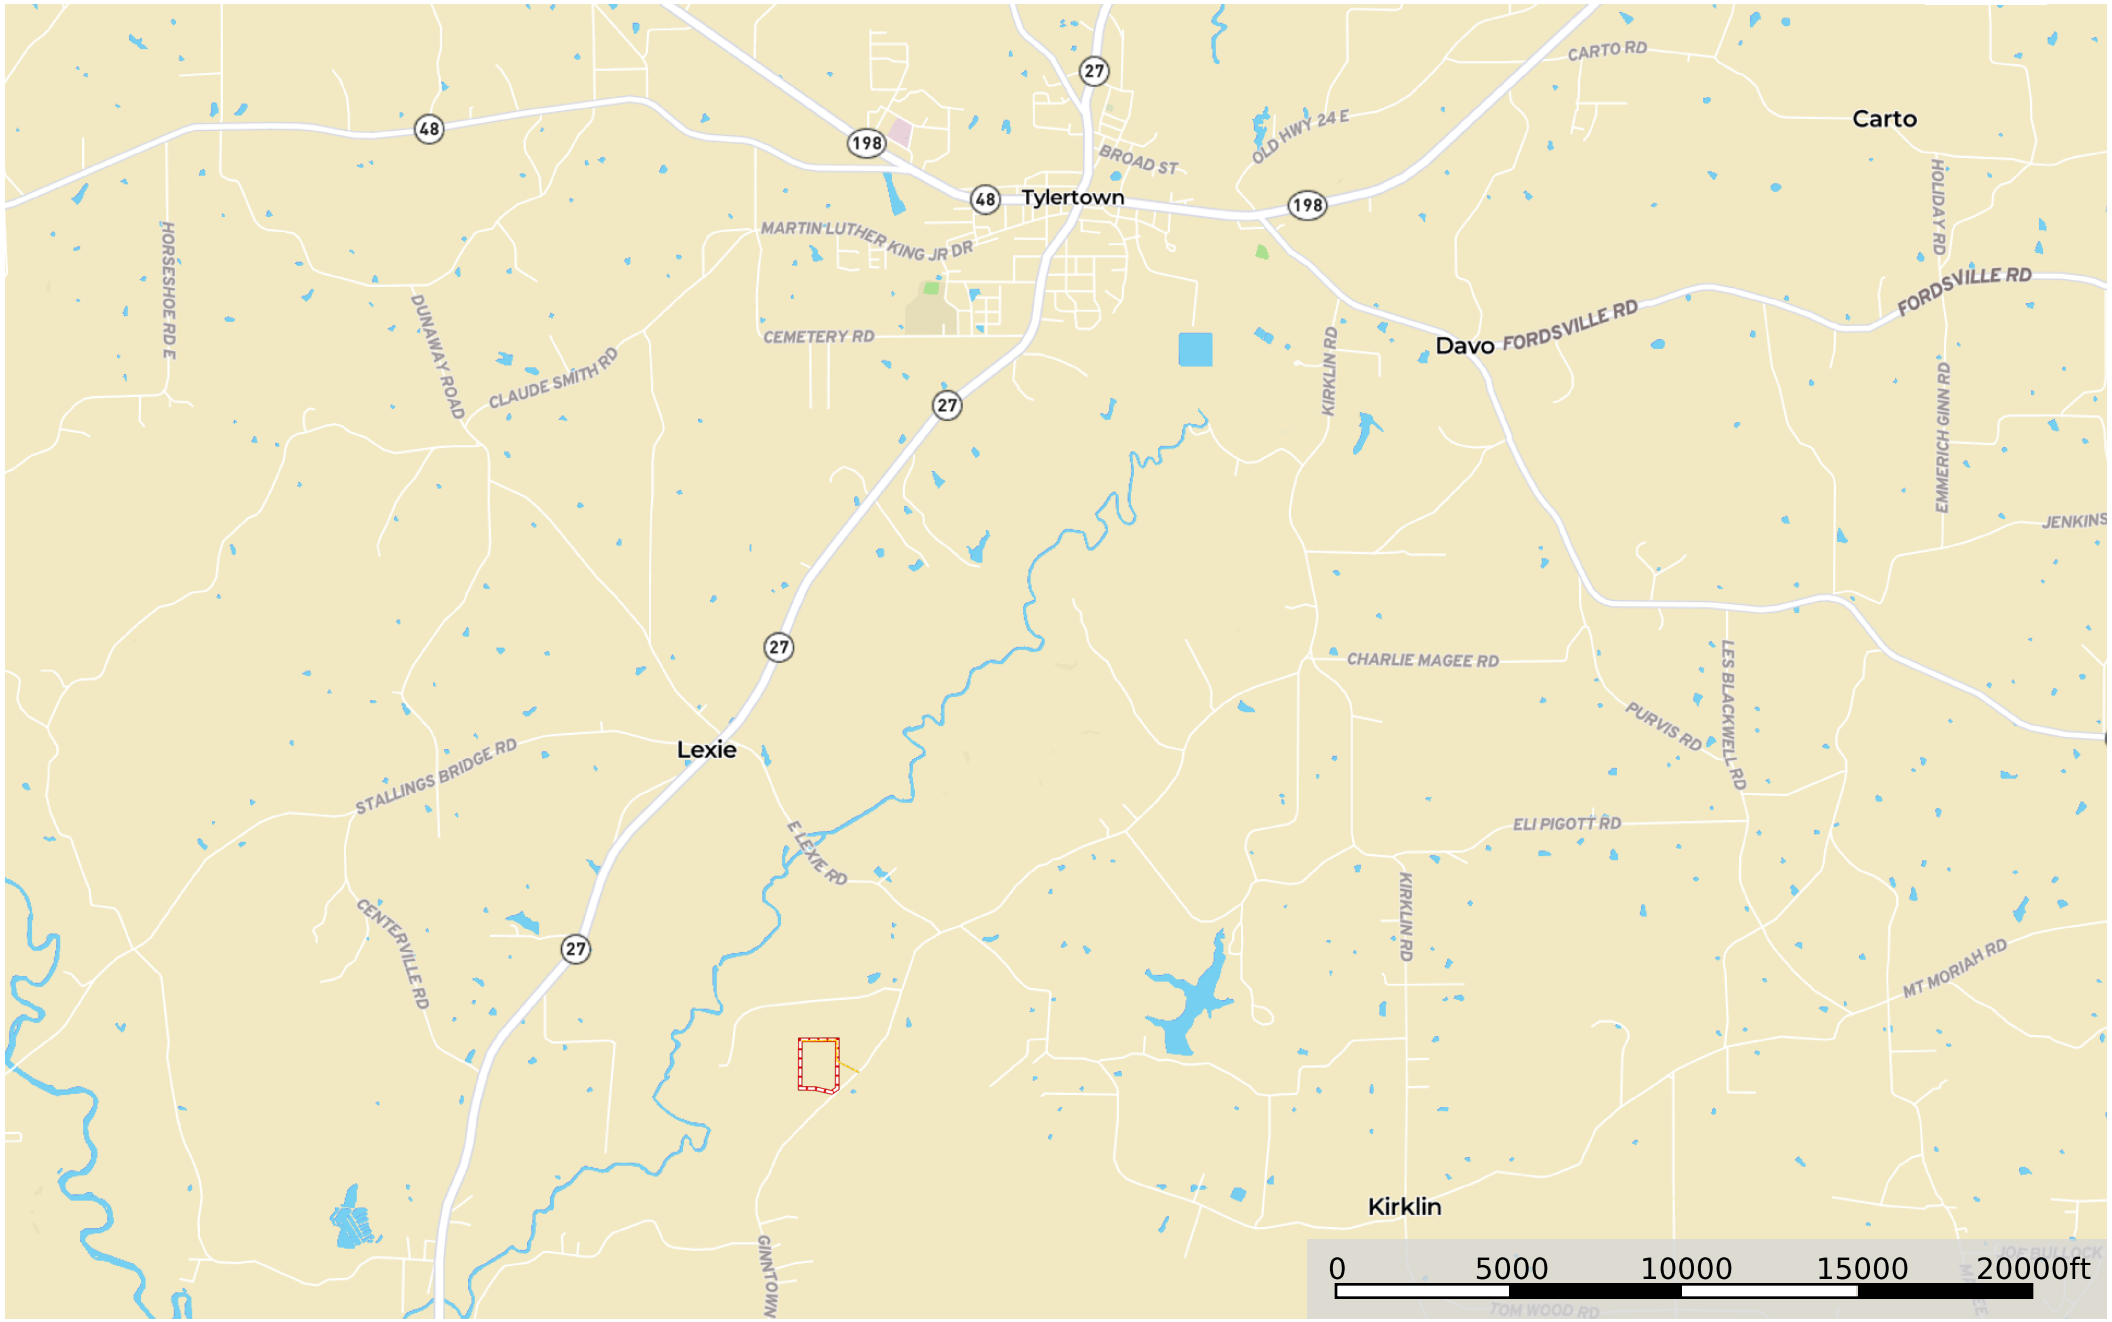 27
CARTO RD
Carto
48
198
OLD HWY 24 E
BROAD ST
48
Tylertown
198
HOLIDAY RD
HORSESHOE RD E
MARTIN LUTHER KING JR DR
FORDSVILLE RD
DUNAWAY ROAD
CEMETERY RD
KIRKLIN RD
Davo
FORDSVILLE RD
CLAUDE SMITH RD
27
EMMERICH GINN RD
JENKINS
27
CHARLIE MAGEE RD
LES BLACKWELL RD
PURVIS RD
Lexie
STALLINGS BRIDGE RD
E LEXIE RD
ELI PIGOTT RD
CENTERVILLE RD
KIRKLIN RD
27
MT MORIAH RD
Kirklin
GINNTOWN
JOE BULLOCK
0 5000 10000 15000 20000ft
TOM WOOD RD